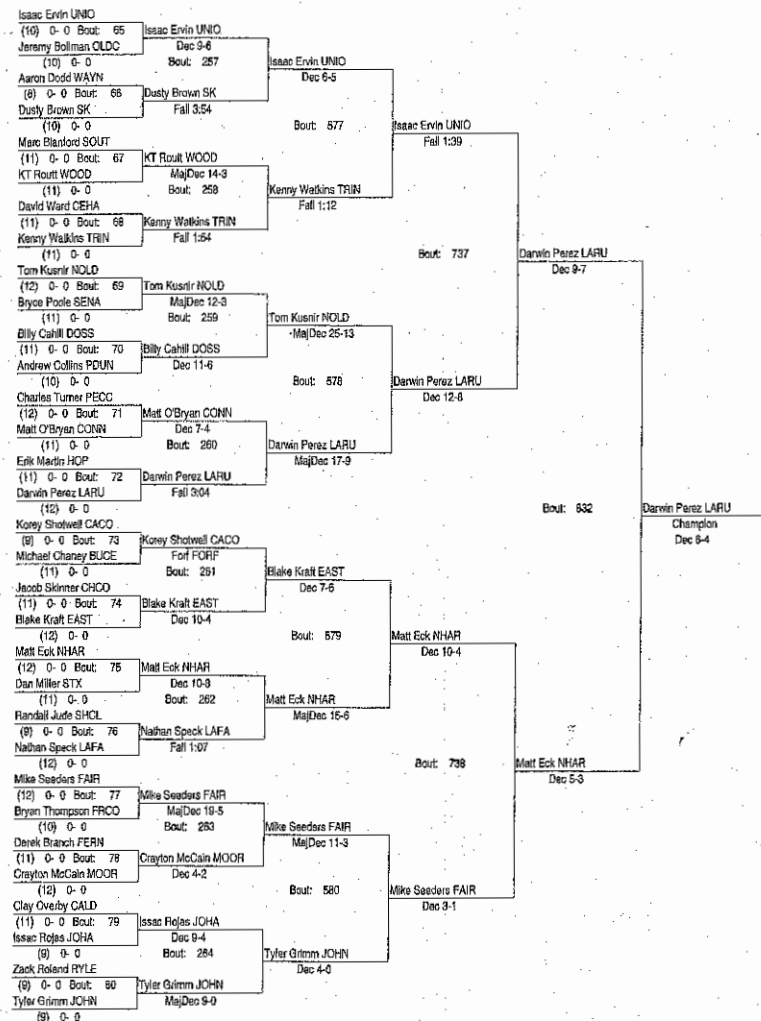 Isaac Ervin UNIO
(10) 0- 0 Bout: 65 Isaac Ervin UNIO
Jeremy Bollman OLDC Dec 9-6
(10) 0- 0 Bout: 257 Isaac Ervin UNIO
Aaron Dodd WAYN Dec 6-5
(8) 0- 0 Bout: 66 Dusty Brown SK
Dusty Brown SK Fall 3:54
(10) 0- 0 Bout: 577 Isaac Ervin UNIO
Marc Blanford SOUT Fall 1:39
(11) 0- 0 Bout: 67 KT Routt WOOD
KT Routt WOOD MajDec 14-3
(11) 0- 0 Bout: 258 Kenny Watkins TRIN
David Ward CEHA Fall 1:12
(11) 0- 0 Bout: 68 Kenny Watkins TRIN
Kenny Watkins TRIN Fall 1:54
(11) 0- 0 Bout: 737 Darwin Perez LARU
Tom Kusnir NOLD Dec 9-7
(12) 0- 0 Bout: 69 Tom Kusnir NOLD
Bryce Poole SENA MajDec 12-3
(11) 0- 0 Bout: 259 Tom Kusnir NOLD
Billy Cahill DOSS MajDec 25-13
(11) 0- 0 Bout: 70 Billy Cahill DOSS
Andrew Collins PDUN Dec 11-6
(10) 0- 0 Bout: 578 Darwin Perez LARU
Charles Turner PECC Dec 12-8
(12) 0- 0 Bout: 71 Matt O'Bryan CONN
Matt O'Bryan CONN Dec 7-4
(11) 0- 0 Bout: 260 Darwin Perez LARU
Erik Martin HOP MajDec 17-9
(11) 0- 0 Bout: 72 Darwin Perez LARU
Darwin Perez LARU Fall 3:04
(12) 0- 0 Bout: 832 Darwin Perez LARU
Korey Shotwell CACO Champion
(9) 0- 0 Bout: 73 Korey Shotwell CACO Dec 6-4
Michael Chaney BUCE Forf FORF
(11) 0- 0 Bout: 261 Blake Kraft EAST
Jacob Skinner CHCO Dec 7-6
(11) 0- 0 Bout: 74 Blake Kraft EAST
Blake Kraft EAST Dec 10-4
(12) 0- 0 Bout: 579 Matt Eck NHAR
Matt Eck NHAR Dec 10-4
(12) 0- 0 Bout: 75 Matt Eck NHAR
Dan Miller STX Dec 10-8
(11) 0- 0 Bout: 262 Matt Eck NHAR
Randall Jude SHCL MajDec 15-6
(9) 0- 0 Bout: 76 Nathan Speck LAFA
Nathan Speck LAFA Fall 1:07
(12) 0- 0 Bout: 738 Matt Eck NHAR
Mike Seeders FAIR Dec 5-3
(12) 0- 0 Bout: 77 Mike Seeders FAIR
Bryan Thompson FRCO MajDec 19-5
(10) 0- 0 Bout: 263 Mike Seeders FAIR
Derek Branch FERN MajDec 11-3
(11) 0- 0 Bout: 78 Crayton McCain MOOR
Crayton McCain MOOR Dec 4-2
(12) 0- 0 Bout: 580 Mike Seeders FAIR
Clay Overby CALD Dec 3-1
(11) 0- 0 Bout: 79 Issac Rojas JOHA
Issac Rojas JOHA Dec 9-4
(9) 0- 0 Bout: 264 Tyler Grimm JOHN
Zack Roland RYLE Dec 4-0
(9) 0- 0 Bout: 80 Tyler Grimm JOHN
Tyler Grimm JOHN MajDec 9-0
(9) 0- 0